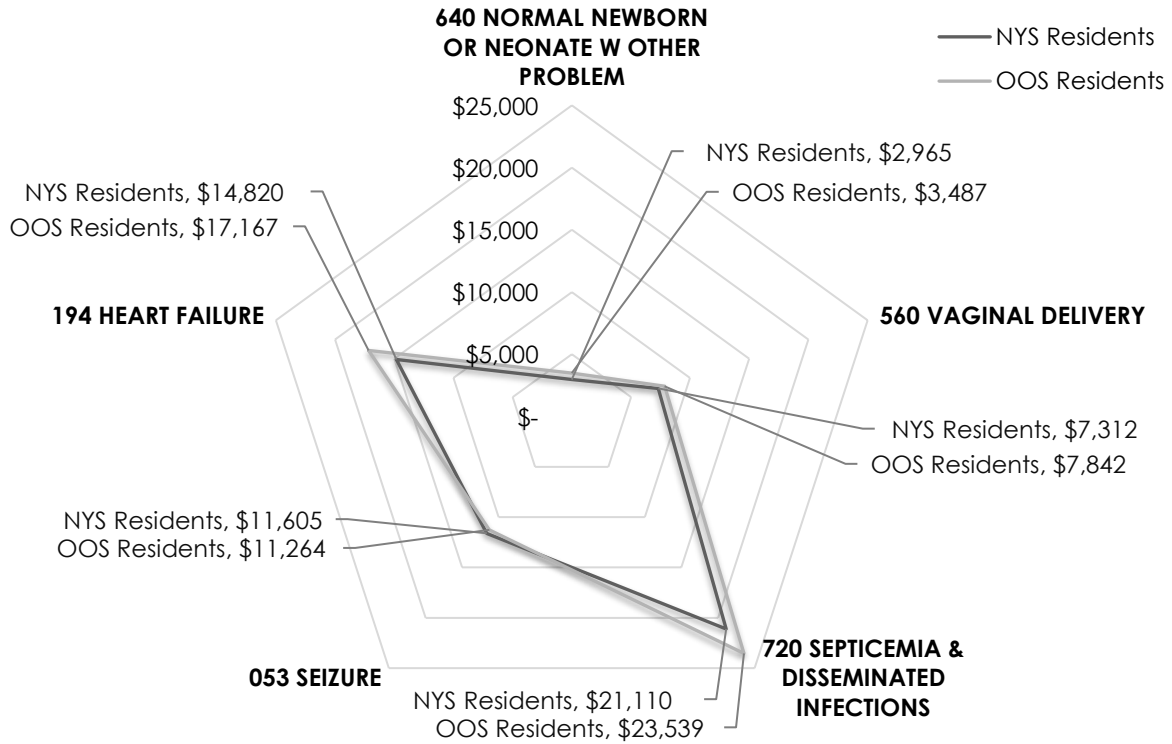 640 NORMAL NEWBORN
OR NEONATE W OTHER
PROBLEM
NYS Residents
OOS Residents
$25,000
$20,000
$15,000
$10,000
$5,000
$-
NYS Residents, $2,965
OOS Residents, $3,487
NYS Residents, $14,820
OOS Residents, $17,167
194 HEART FAILURE
560 VAGINAL DELIVERY
NYS Residents, $7,312
OOS Residents, $7,842
NYS Residents, $11,605
OOS Residents, $11,264
053 SEIZURE
720 SEPTICEMIA &
DISSEMINATED
INFECTIONS
NYS Residents, $21,110
OOS Residents, $23,539